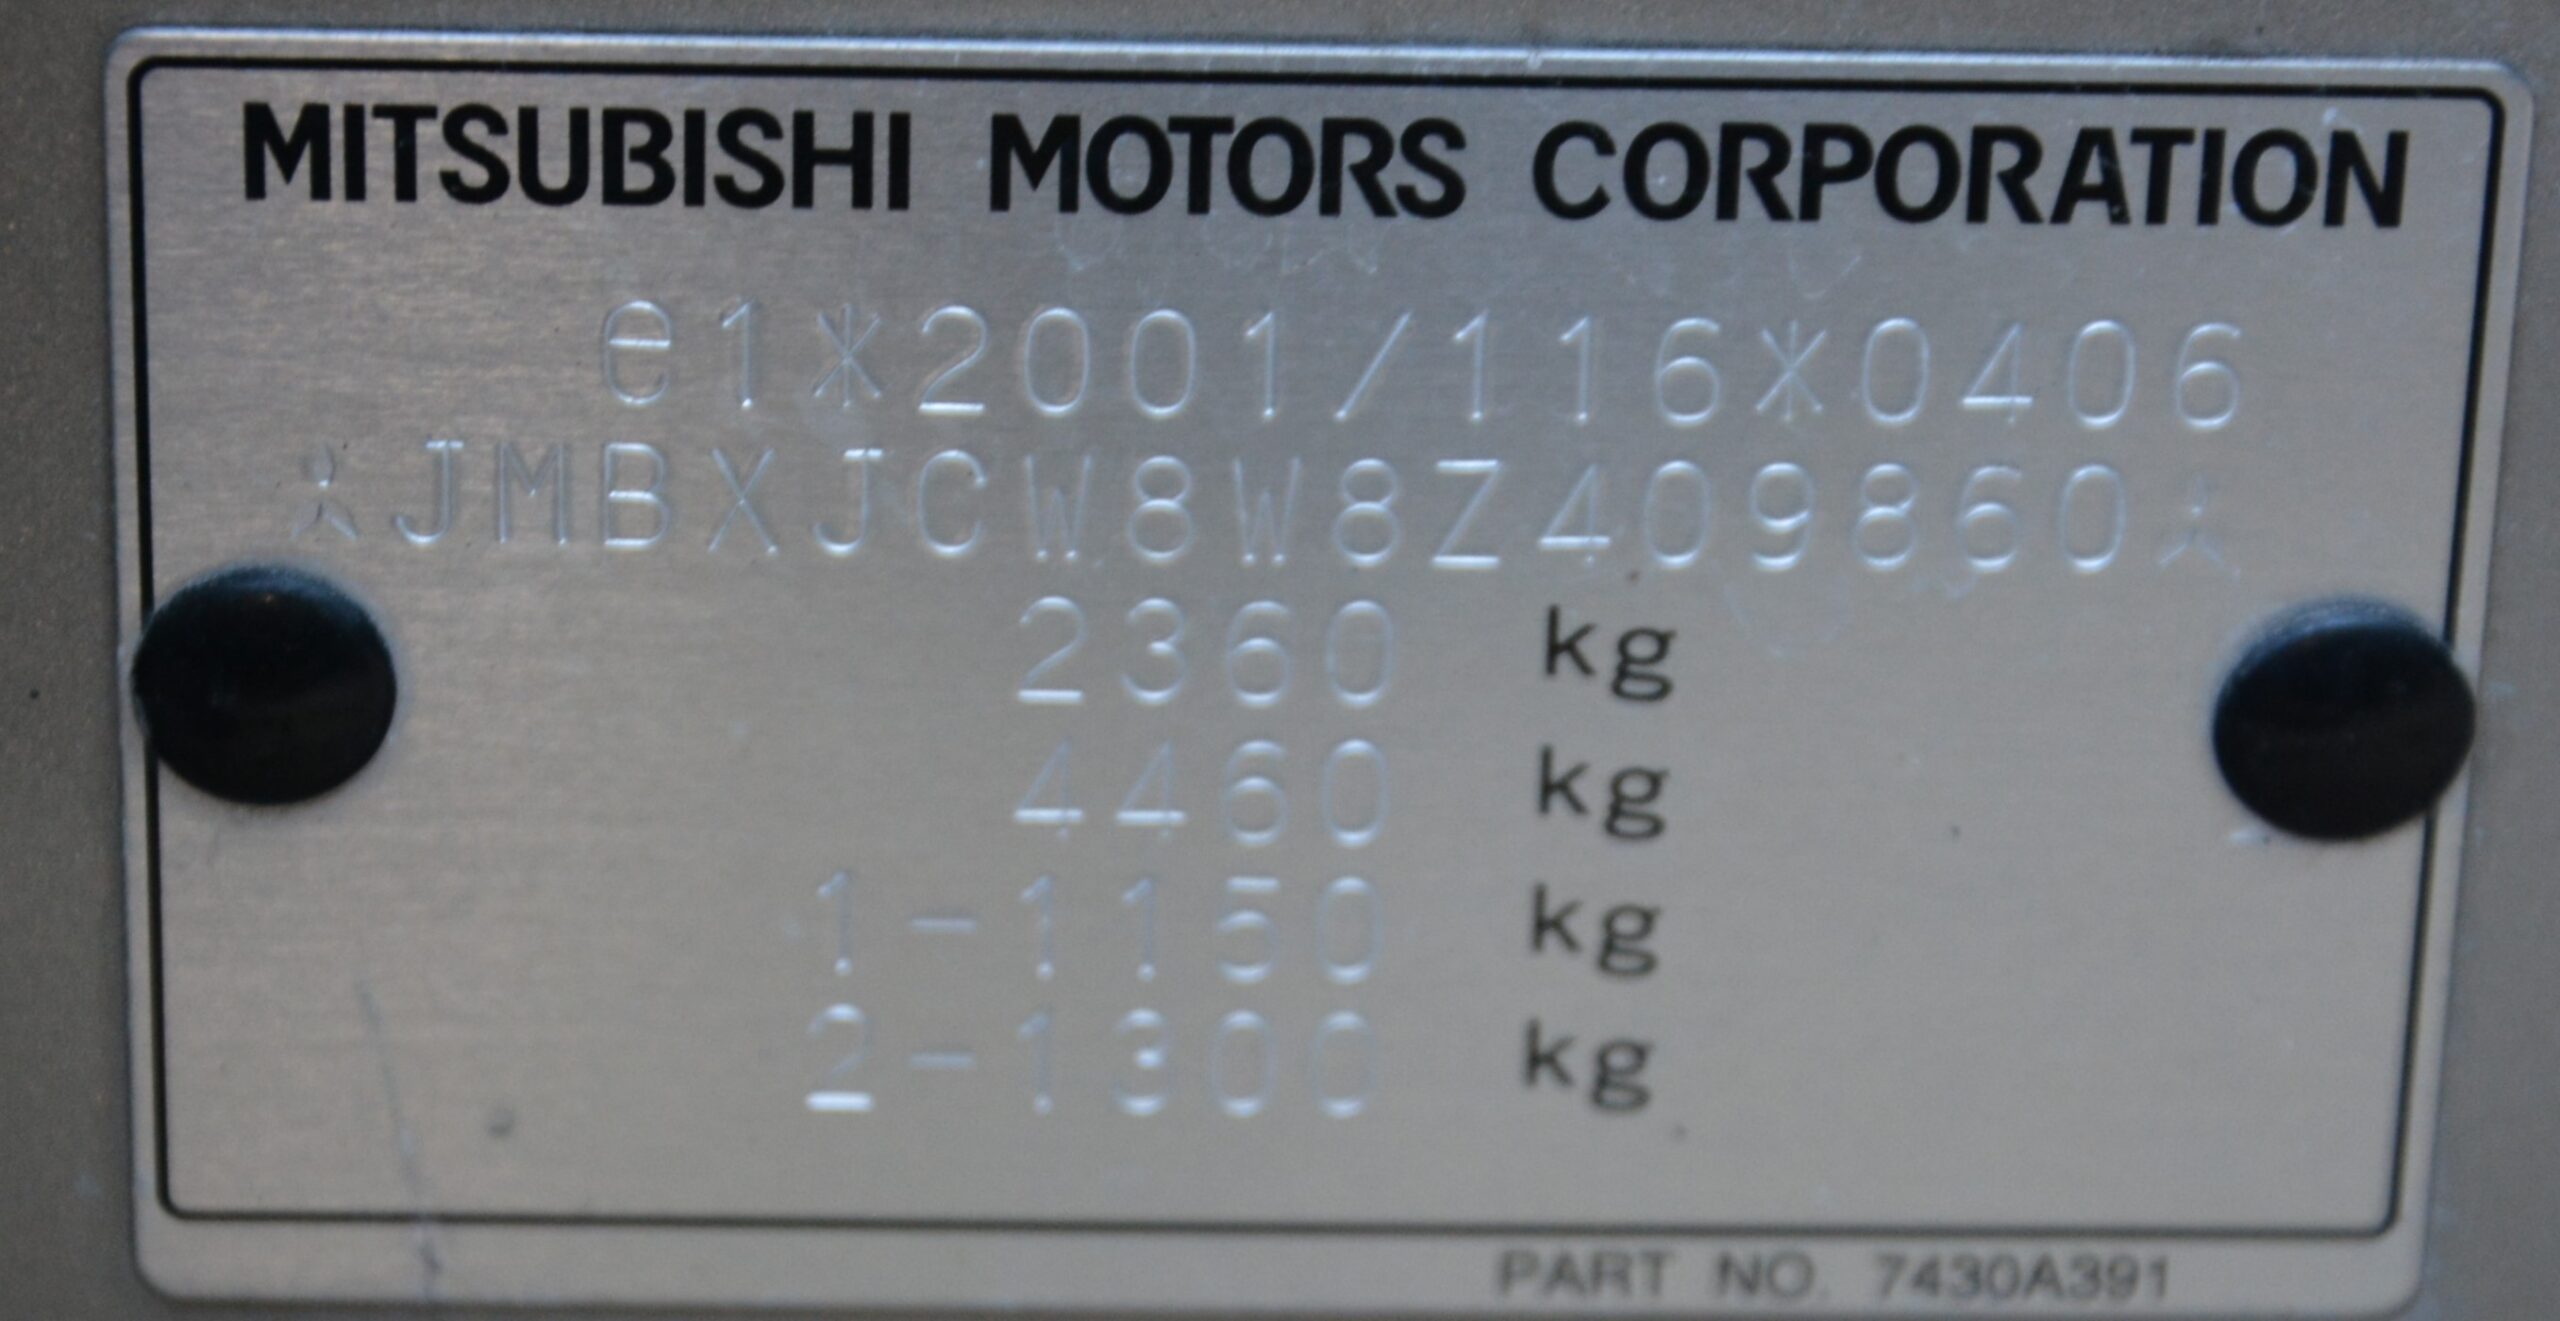 MITSUBISHI MOTORS CORPORATION
e1*2001/116*0406
JMBXJCW8W8Z409860
2360 kg
4460 kg
1-1150 kg
2-1300 kg
PART NO. 7430A391